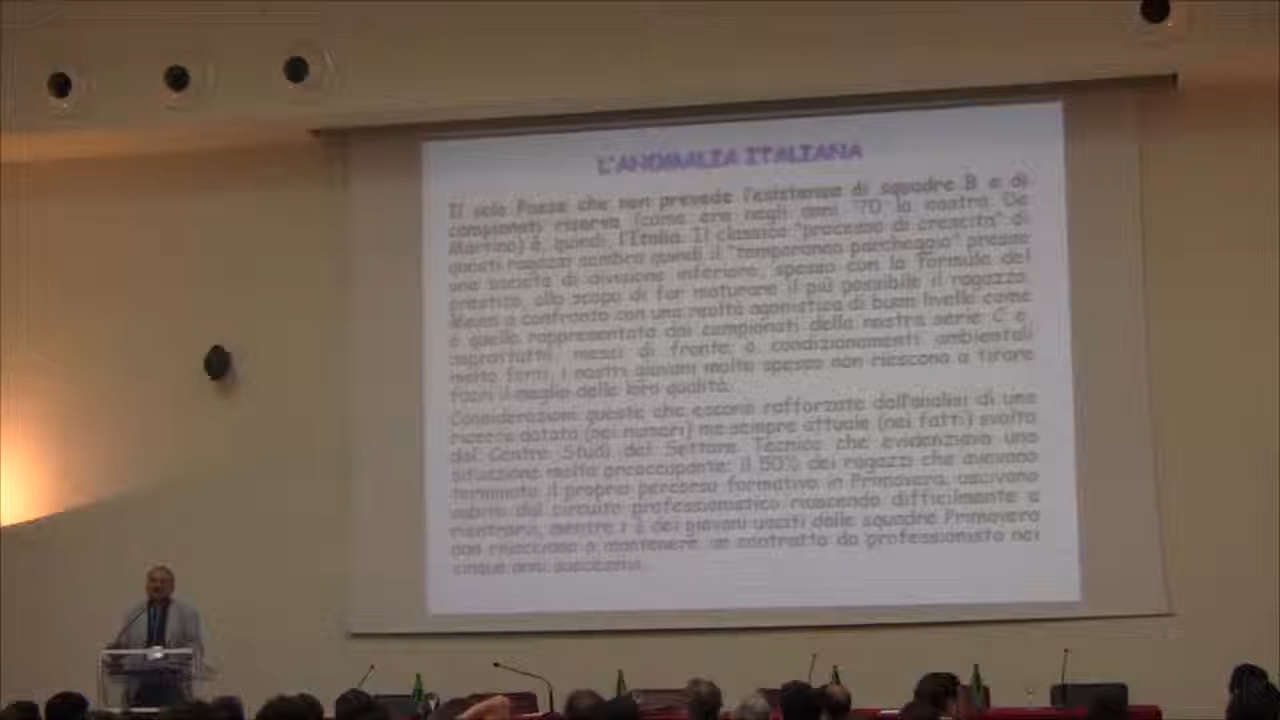 L'ANOMALIA ITALIANA
Il solo Paese che non prevede l'esistenza di squadre B e di
campionati riserva (come era negli anni '70 la nostra De
Martino) è, quindi, l'Italia. Il classico "processo di crescita" di
questi ragazzi sembra quindi il "temporaneo parcheggio" presso
una società di divisione inferiore, spesso con la formula del
prestito, allo scopo di far maturare il più possibile il ragazzo.
Messi a confronto con una realtà agonistica di buon livello come
è quella rappresentata dai campionati della nostra serie C e,
soprattutto, messi di fronte a condizionamenti ambientali
molto forti, i nostri giovani molto spesso non riescono a tirare
fuori il meglio delle loro qualità.
Considerazioni queste che escono rafforzate dall'analisi di una
ricerca datata (nei numeri) ma sempre attuale (nei fatti) svolta
dal Centro Studi del Settore Tecnico che evidenziava una
situazione molto preoccupante: il 50% dei ragazzi che avevano
terminato il proprio percorso formativo in Primavera, uscivano
subito dal circuito professionistico riuscendo difficilmente a
rientrarvi, mentre i dei giovani usciti dalle squadre Primavera
non riuscivano a mantenere un contratto da professionista nei
cinque anni successivi.